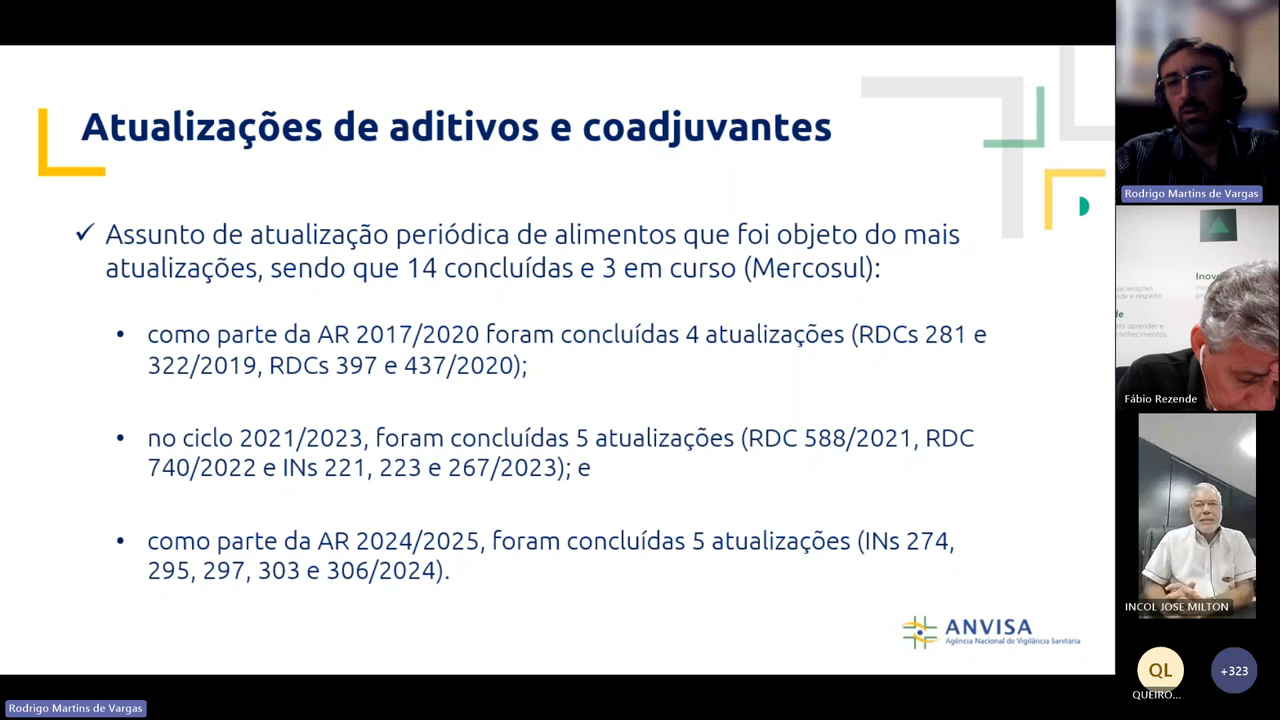 Atualizações de aditivos e coadjuvantes
✓ Assunto de atualização periódica de alimentos que foi objeto do mais
atualizações, sendo que 14 concluídas e 3 em curso (Mercosul):
• como parte da AR 2017/2020 foram concluídas 4 atualizações (RDCs 281 e
322/2019, RDCs 397 e 437/2020);
• no ciclo 2021/2023, foram concluídas 5 atualizações (RDC 588/2021, RDC
740/2022 e INs 221, 223 e 267/2023); e
• como parte da AR 2024/2025, foram concluídas 5 atualizações (INs 274,
295, 297, 303 e 306/2024).
ANVISA
Agência Nacional de Vigilância Sanitária
Rodrigo Martins de Vargas
Inov
Fábio Rezende
INCOL JOSE MILTON
QL
QUEIRO...
+323
Rodrigo Martins de Vargas